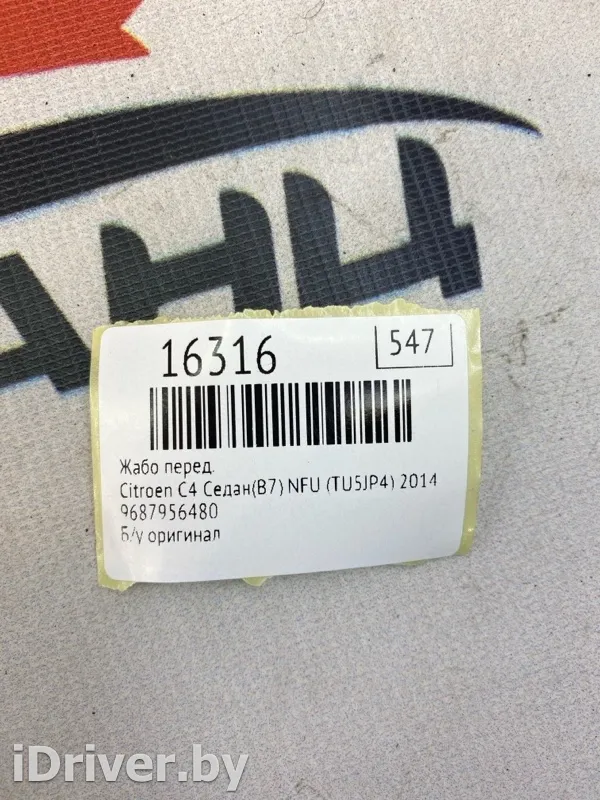 АНЦ
16316
547
Жабо перед.
Citroen C4 Седан(B7) NFU (TU5JP4) 2014
9687956480
Б/у оригинал
iDriver.by